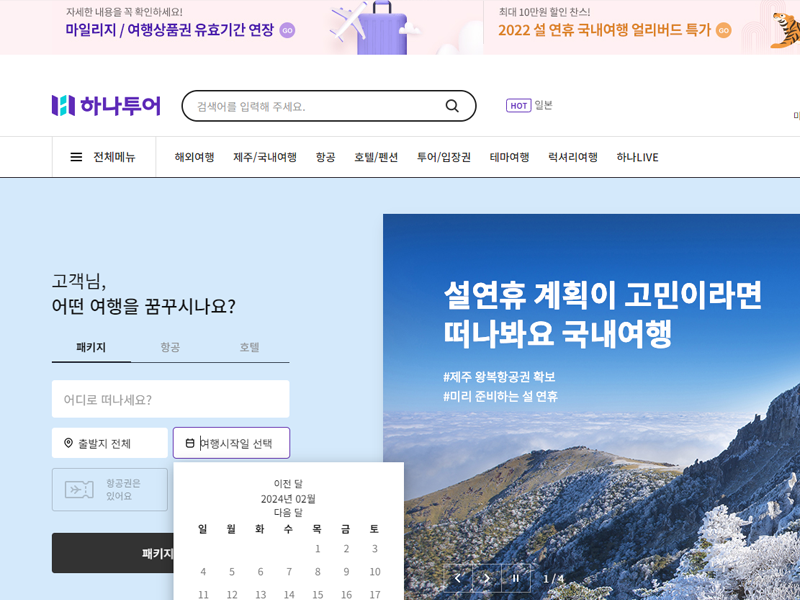 자세한 내용을 꼭 확인하세요!
마일리지 / 여행상품권 유효기간 연장 GO
최대 10만원 할인 찬스!
2022 설 연휴 국내여행 얼리버드 특가 GO
하나투어
검색어를 입력해 주세요.
HOT 일본
전체메뉴
해외여행 제주/국내여행 항공 호텔/펜션 투어/입장권 테마여행 럭셔리여행 하나LIVE
고객님,
어떤 여행을 꿈꾸시나요?
패키지 항공 호텔
어디로 떠나세요?
출발지 전체
여행시작일 선택
항공권은
있어요
패키지
이전 달
2024년 02월
다음 달
일 월 화 수 목 금 토
1 2 3
4 5 6 7 8 9 10
11 12 13 14 15 16 17
설연휴 계획이 고민이라면
떠나봐요 국내여행
#제주 왕복항공권 확보
#미리 준비하는 설 연휴
1/4